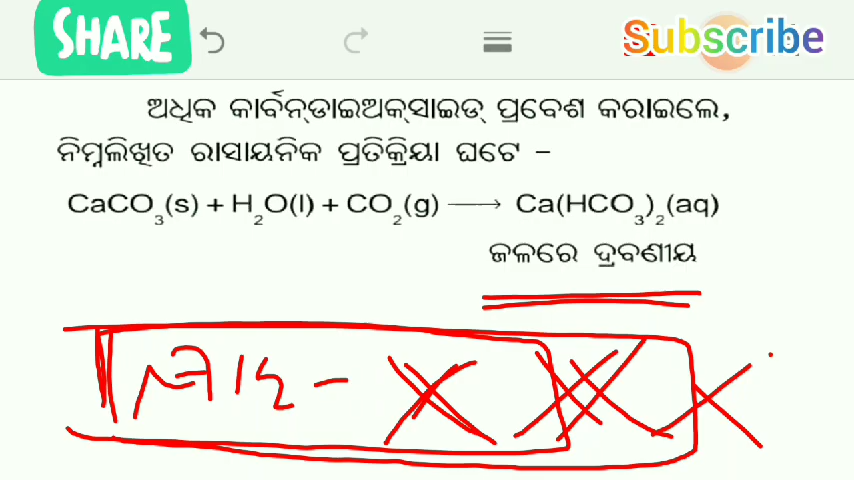 SHARE
Subscribe
ଅଧିକ କାର୍ବନ୍‌ଡାଇଅକ୍‌ସାଇଡ୍ ପ୍ରବେଶ କରାଇଲେ,
ନିମ୍ନଲିଖିତ ରାସାୟନିକ ପ୍ରତିକ୍ରିୟା ଘଟେ –
CaCO₃(s) + H₂O(l) + CO₂(g) ⟶ Ca(HCO₃)₂(aq)
ଜଳରେ ଦ୍ରବଣୀୟ